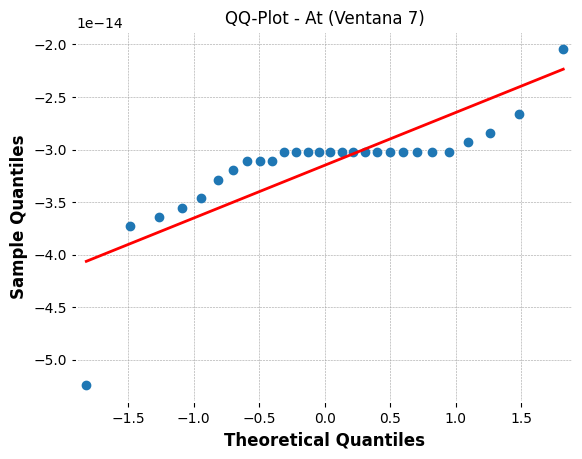 QQ-Plot - At (Ventana 7)
1e−14
−2.0
−2.5
−3.0
−3.5
−4.0
−4.5
−5.0
Sample Quantiles
−1.5 −1.0 −0.5 0.0 0.5 1.0 1.5
Theoretical Quantiles